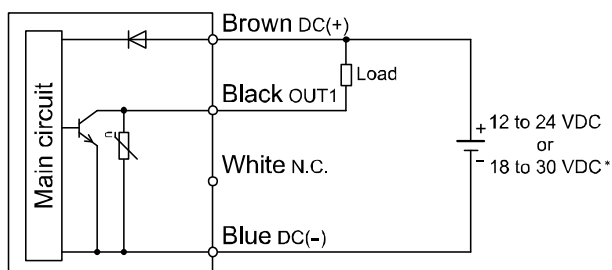 Brown DC(+)
Load
Black OUT1
Main circuit
n
White N.C.
+ 12 to 24 VDC
or
− 18 to 30 VDC*
Blue DC(−)